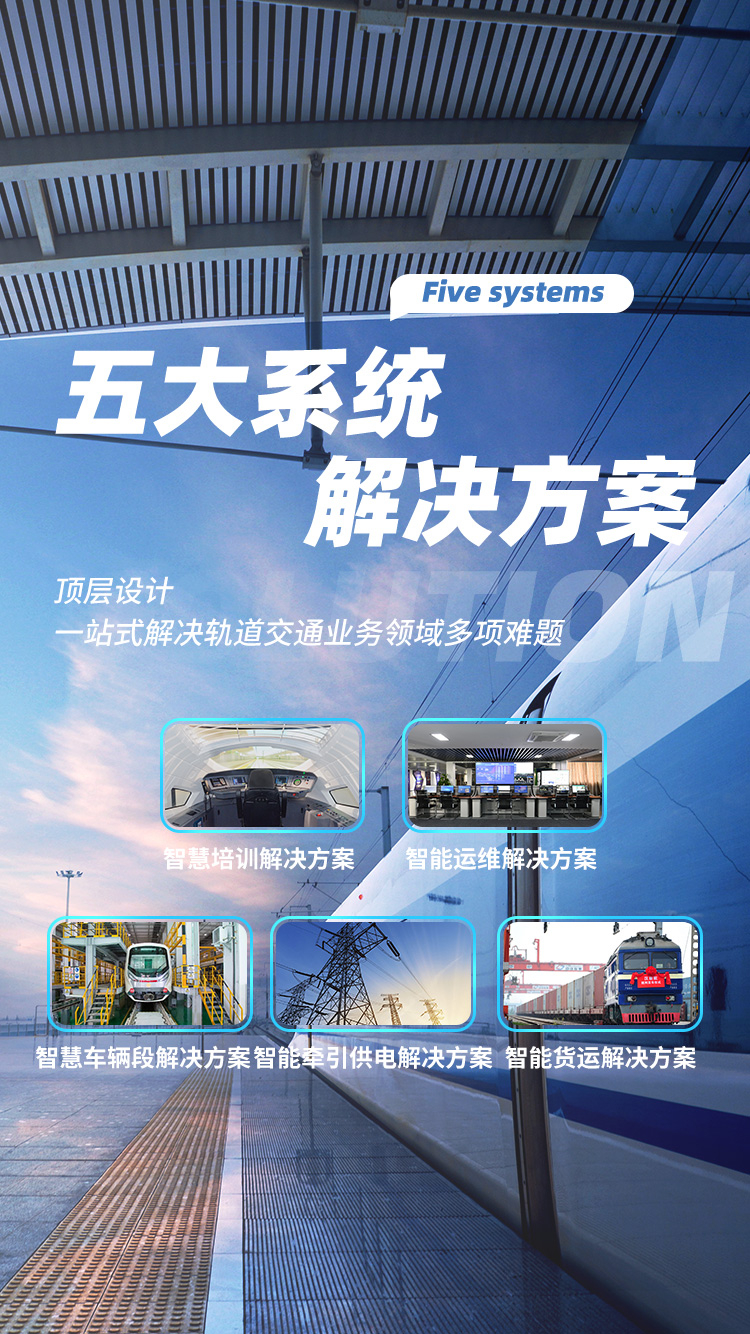 Five systems
五大系统
解决方案
LUTION
顶层设计
一站式解决轨道交通业务领域多项难题
智慧培训解决方案
智能运维解决方案
智慧车辆段解决方案
智能牵引供电解决方案
智能货运解决方案